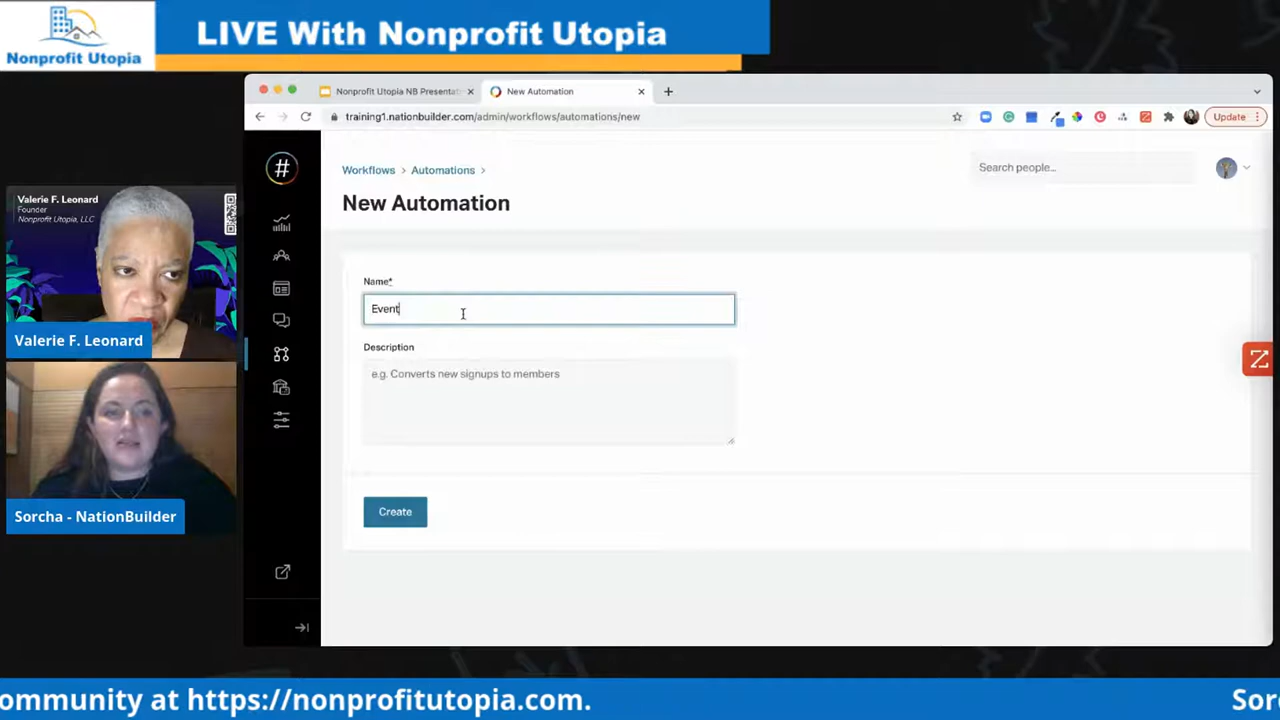 LIVE With Nonprofit Utopia
Nonprofit Utopia
Nonprofit Utopia NB Presentat
New Automation
training1.nationbuilder.com/admin/workflows/automations/new
Update
Workflows > Automations >
Search people...
New Automation
Name*
Event
Description
e.g. Converts new signups to members
Create
Valerie F. Leonard
Founder
Nonprofit Utopia, LLC
Valerie F. Leonard
Sorcha - NationBuilder
ommunity at https://nonprofitutopia.com.
Sor